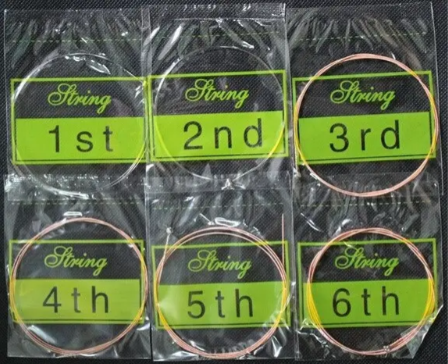 String
1st
String
2nd
String
3rd
String
4th
String
5th
String
6th